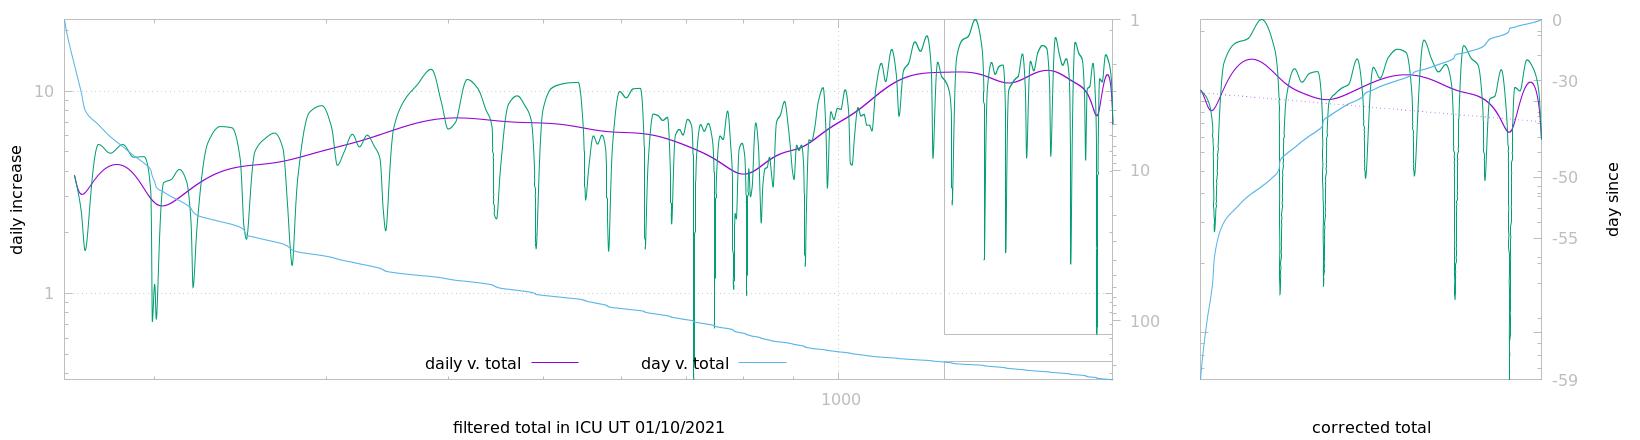 daily increase
10
1
daily v. total
day v. total
1000
filtered total in ICU UT 01/10/2021
1
10
100
0
-30
-50
-55
-59
day since
corrected total